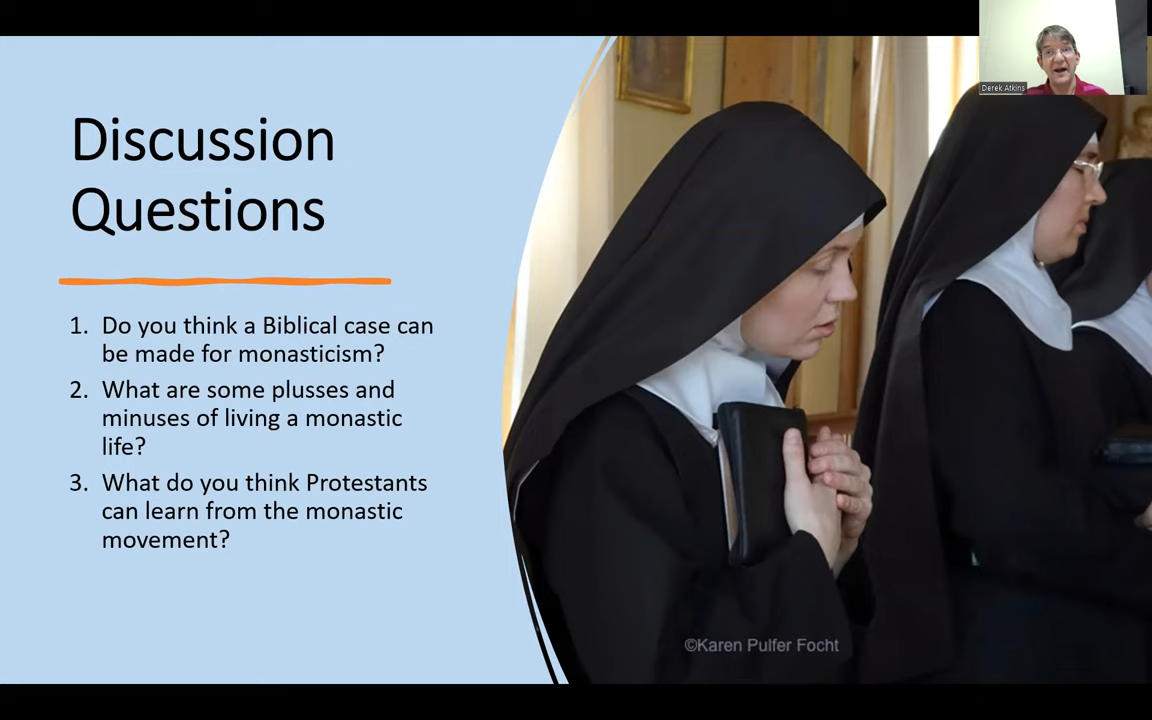 Derek Atkins
Discussion
Questions
1. Do you think a Biblical case can
be made for monasticism?
2. What are some plusses and
minuses of living a monastic
life?
3. What do you think Protestants
can learn from the monastic
movement?
©Karen Pulfer Focht